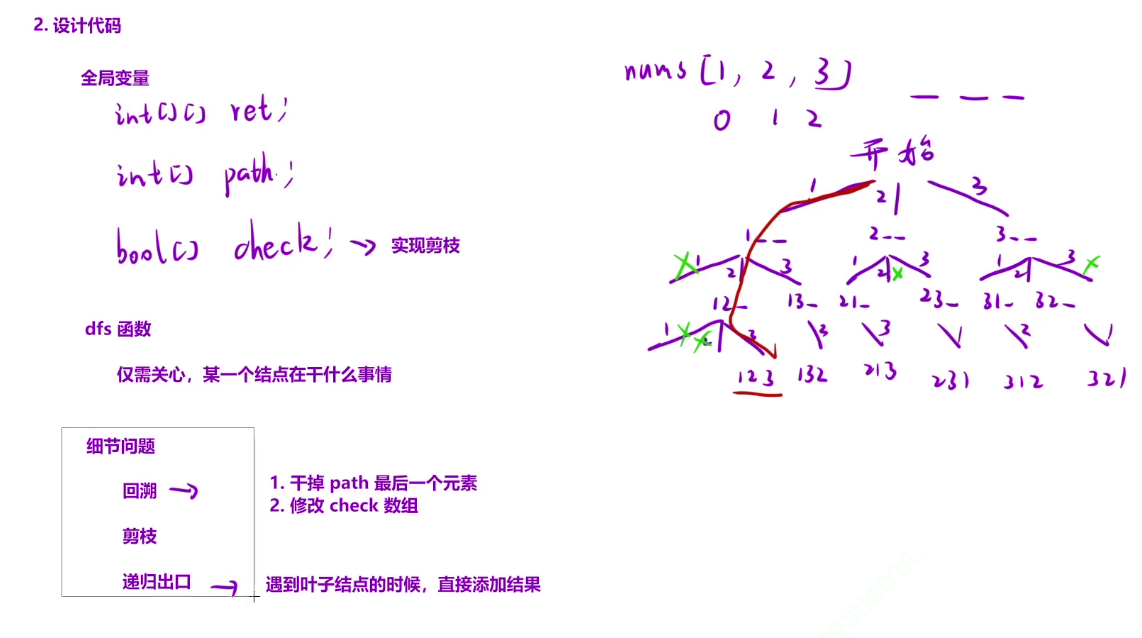 2. 设计代码
全局变量
int[][] ret;
int[] path;
bool[] check; → 实现剪枝
dfs 函数
仅需关心，某一个结点在干什么事情
细节问题
回溯 →
1. 干掉 path 最后一个元素
2. 修改 check 数组
剪枝
递归出口 → 遇到叶子结点的时候，直接添加结果
nums [1, 2, 3]
0 1 2
_ _ _
开始
1 2 3
1_ _ 2_ _ 3_ _
X 1 2 3 1 2 X 3 1 2 3 X
12_ 13_ 21_ 23_ 31_ 32_
1 X X 2 3 3 3 1 2 1
123 132 213 231 312 321